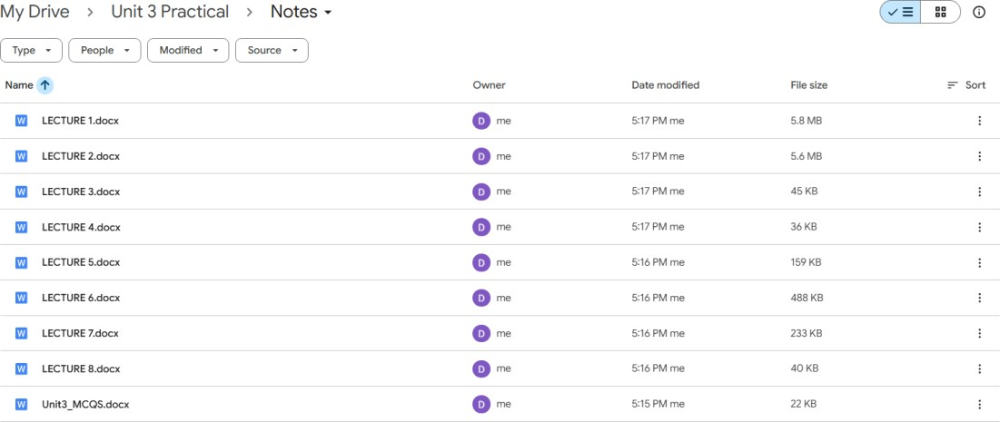 My Drive > Unit 3 Practical > Notes
Type People Modified Source
Name Owner Date modified File size Sort
W LECTURE 1.docx D me 5:17 PM me 5.8 MB
W LECTURE 2.docx D me 5:17 PM me 5.6 MB
W LECTURE 3.docx D me 5:17 PM me 45 KB
W LECTURE 4.docx D me 5:17 PM me 36 KB
W LECTURE 5.docx D me 5:16 PM me 159 KB
W LECTURE 6.docx D me 5:16 PM me 488 KB
W LECTURE 7.docx D me 5:16 PM me 233 KB
W LECTURE 8.docx D me 5:16 PM me 40 KB
W Unit3_MCQS.docx D me 5:15 PM me 22 KB